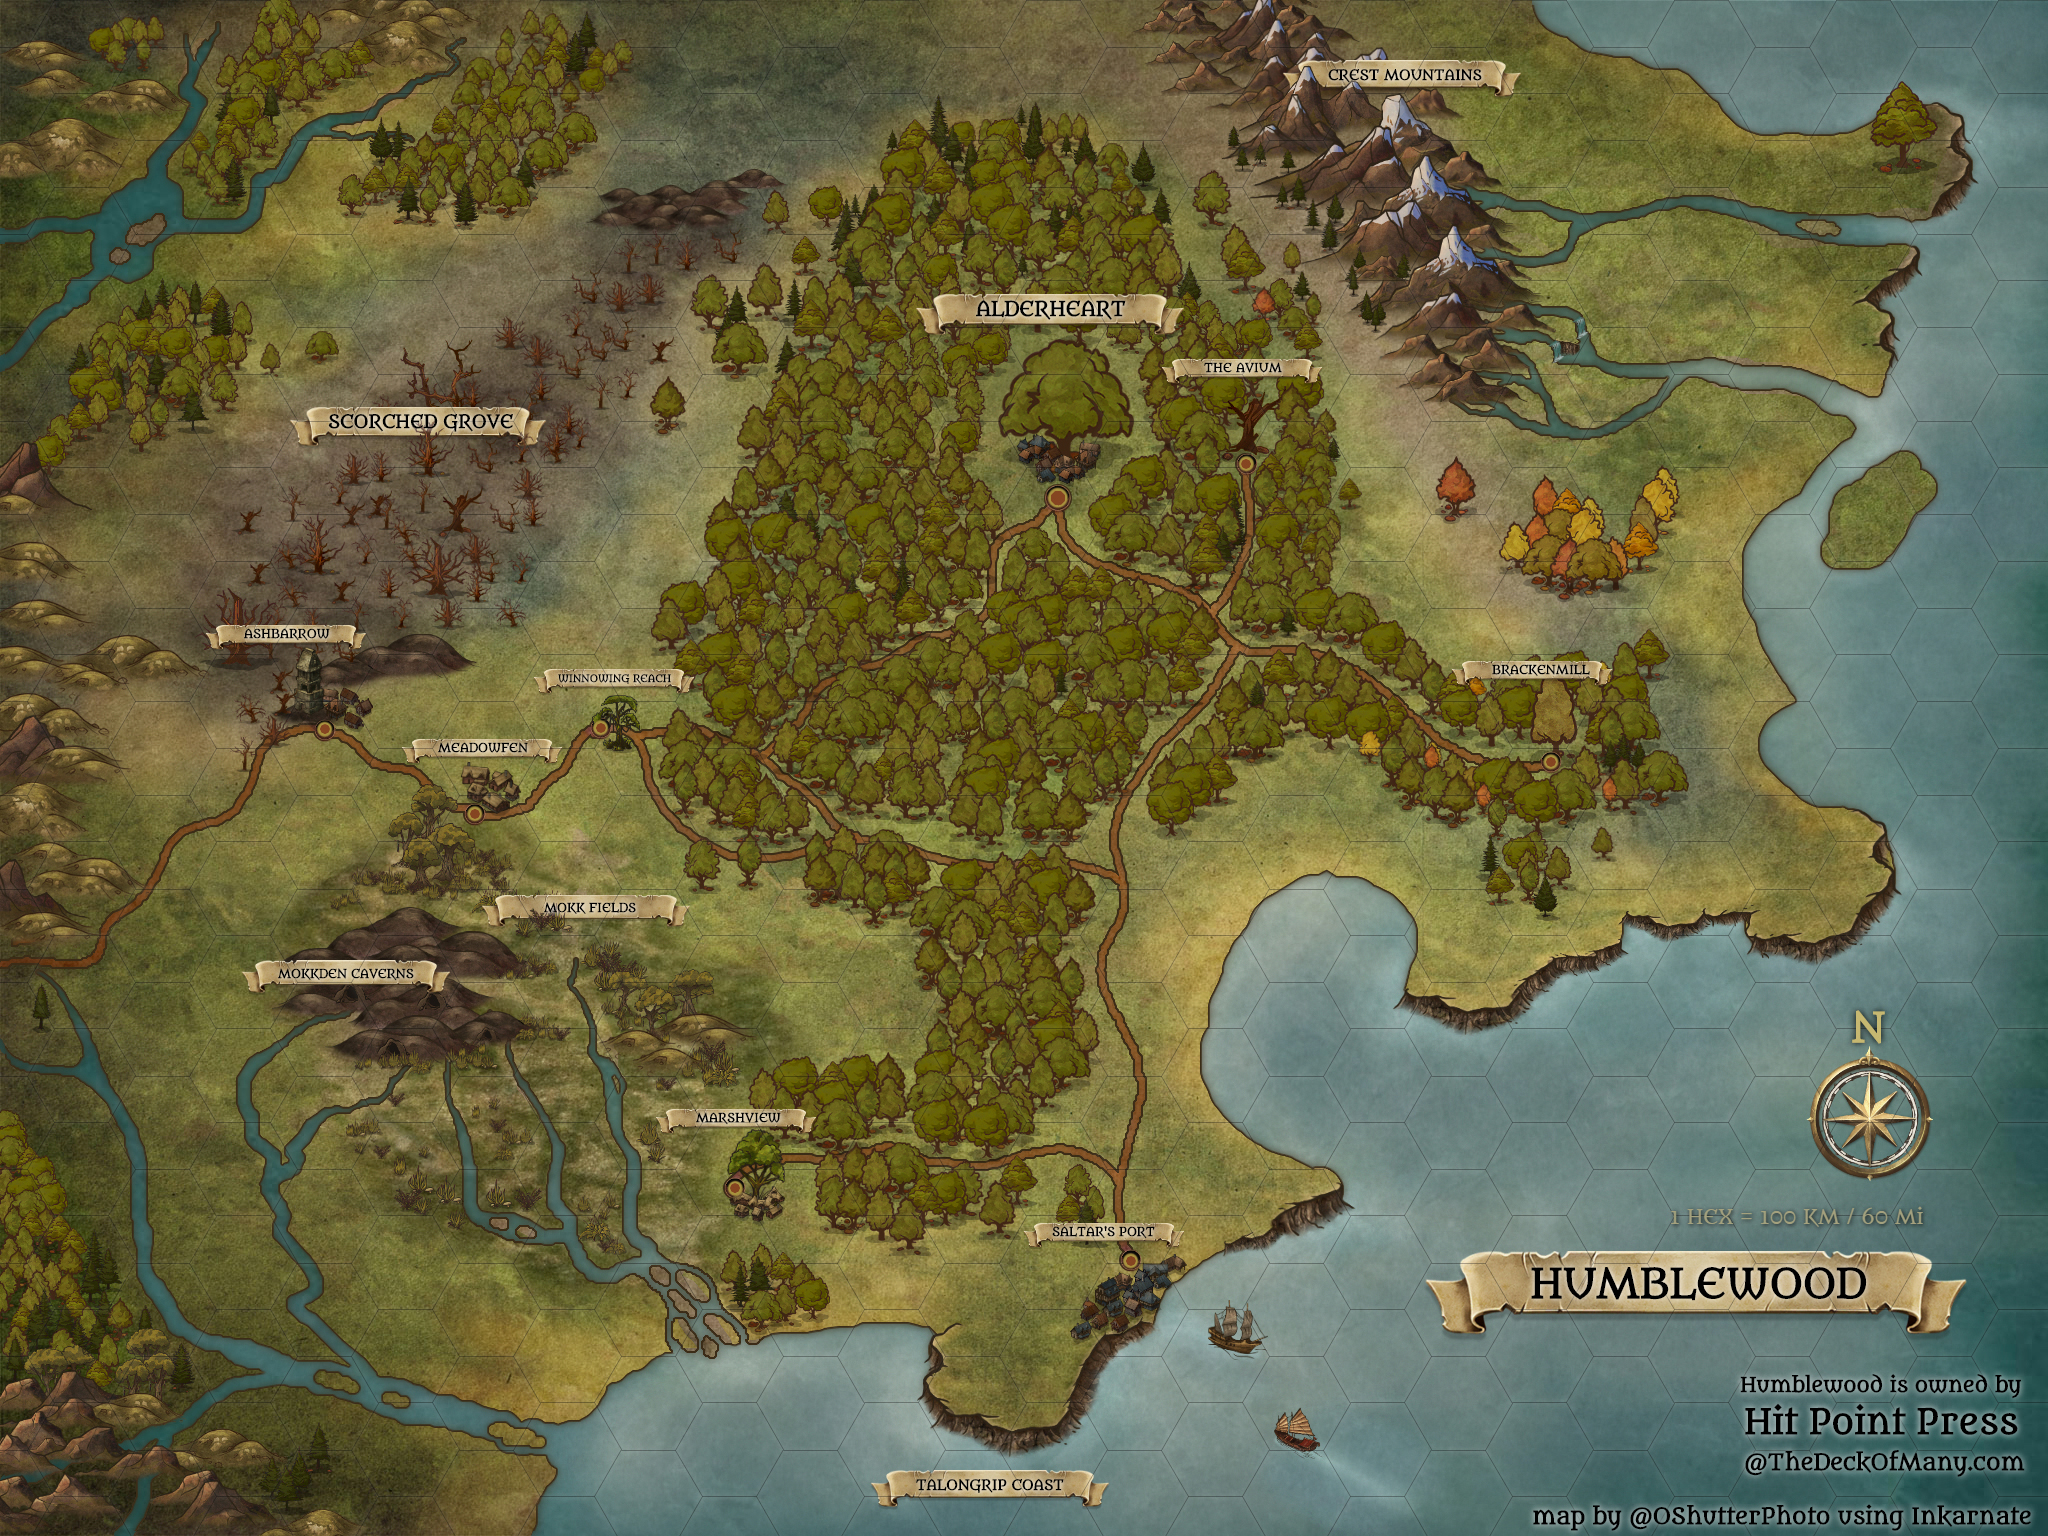 CREST MOUNTAINS
ALDERHEART
THE AVIUM
SCORCHED GROVE
ASHBARROW
WINNOWING REACH
BRACKENMILL
MEADOWFEN
MOKK FIELDS
MOKKDEN CAVERNS
N
MARSHVIEW
1 HEX = 100 KM / 60 MI
SALTAR'S PORT
HUMBLEWOOD
Humblewood is owned by
Hit Point Press
@TheDeckOfMany.com
TALONGRIP COAST
map by @OShutterPhoto using Inkarnate